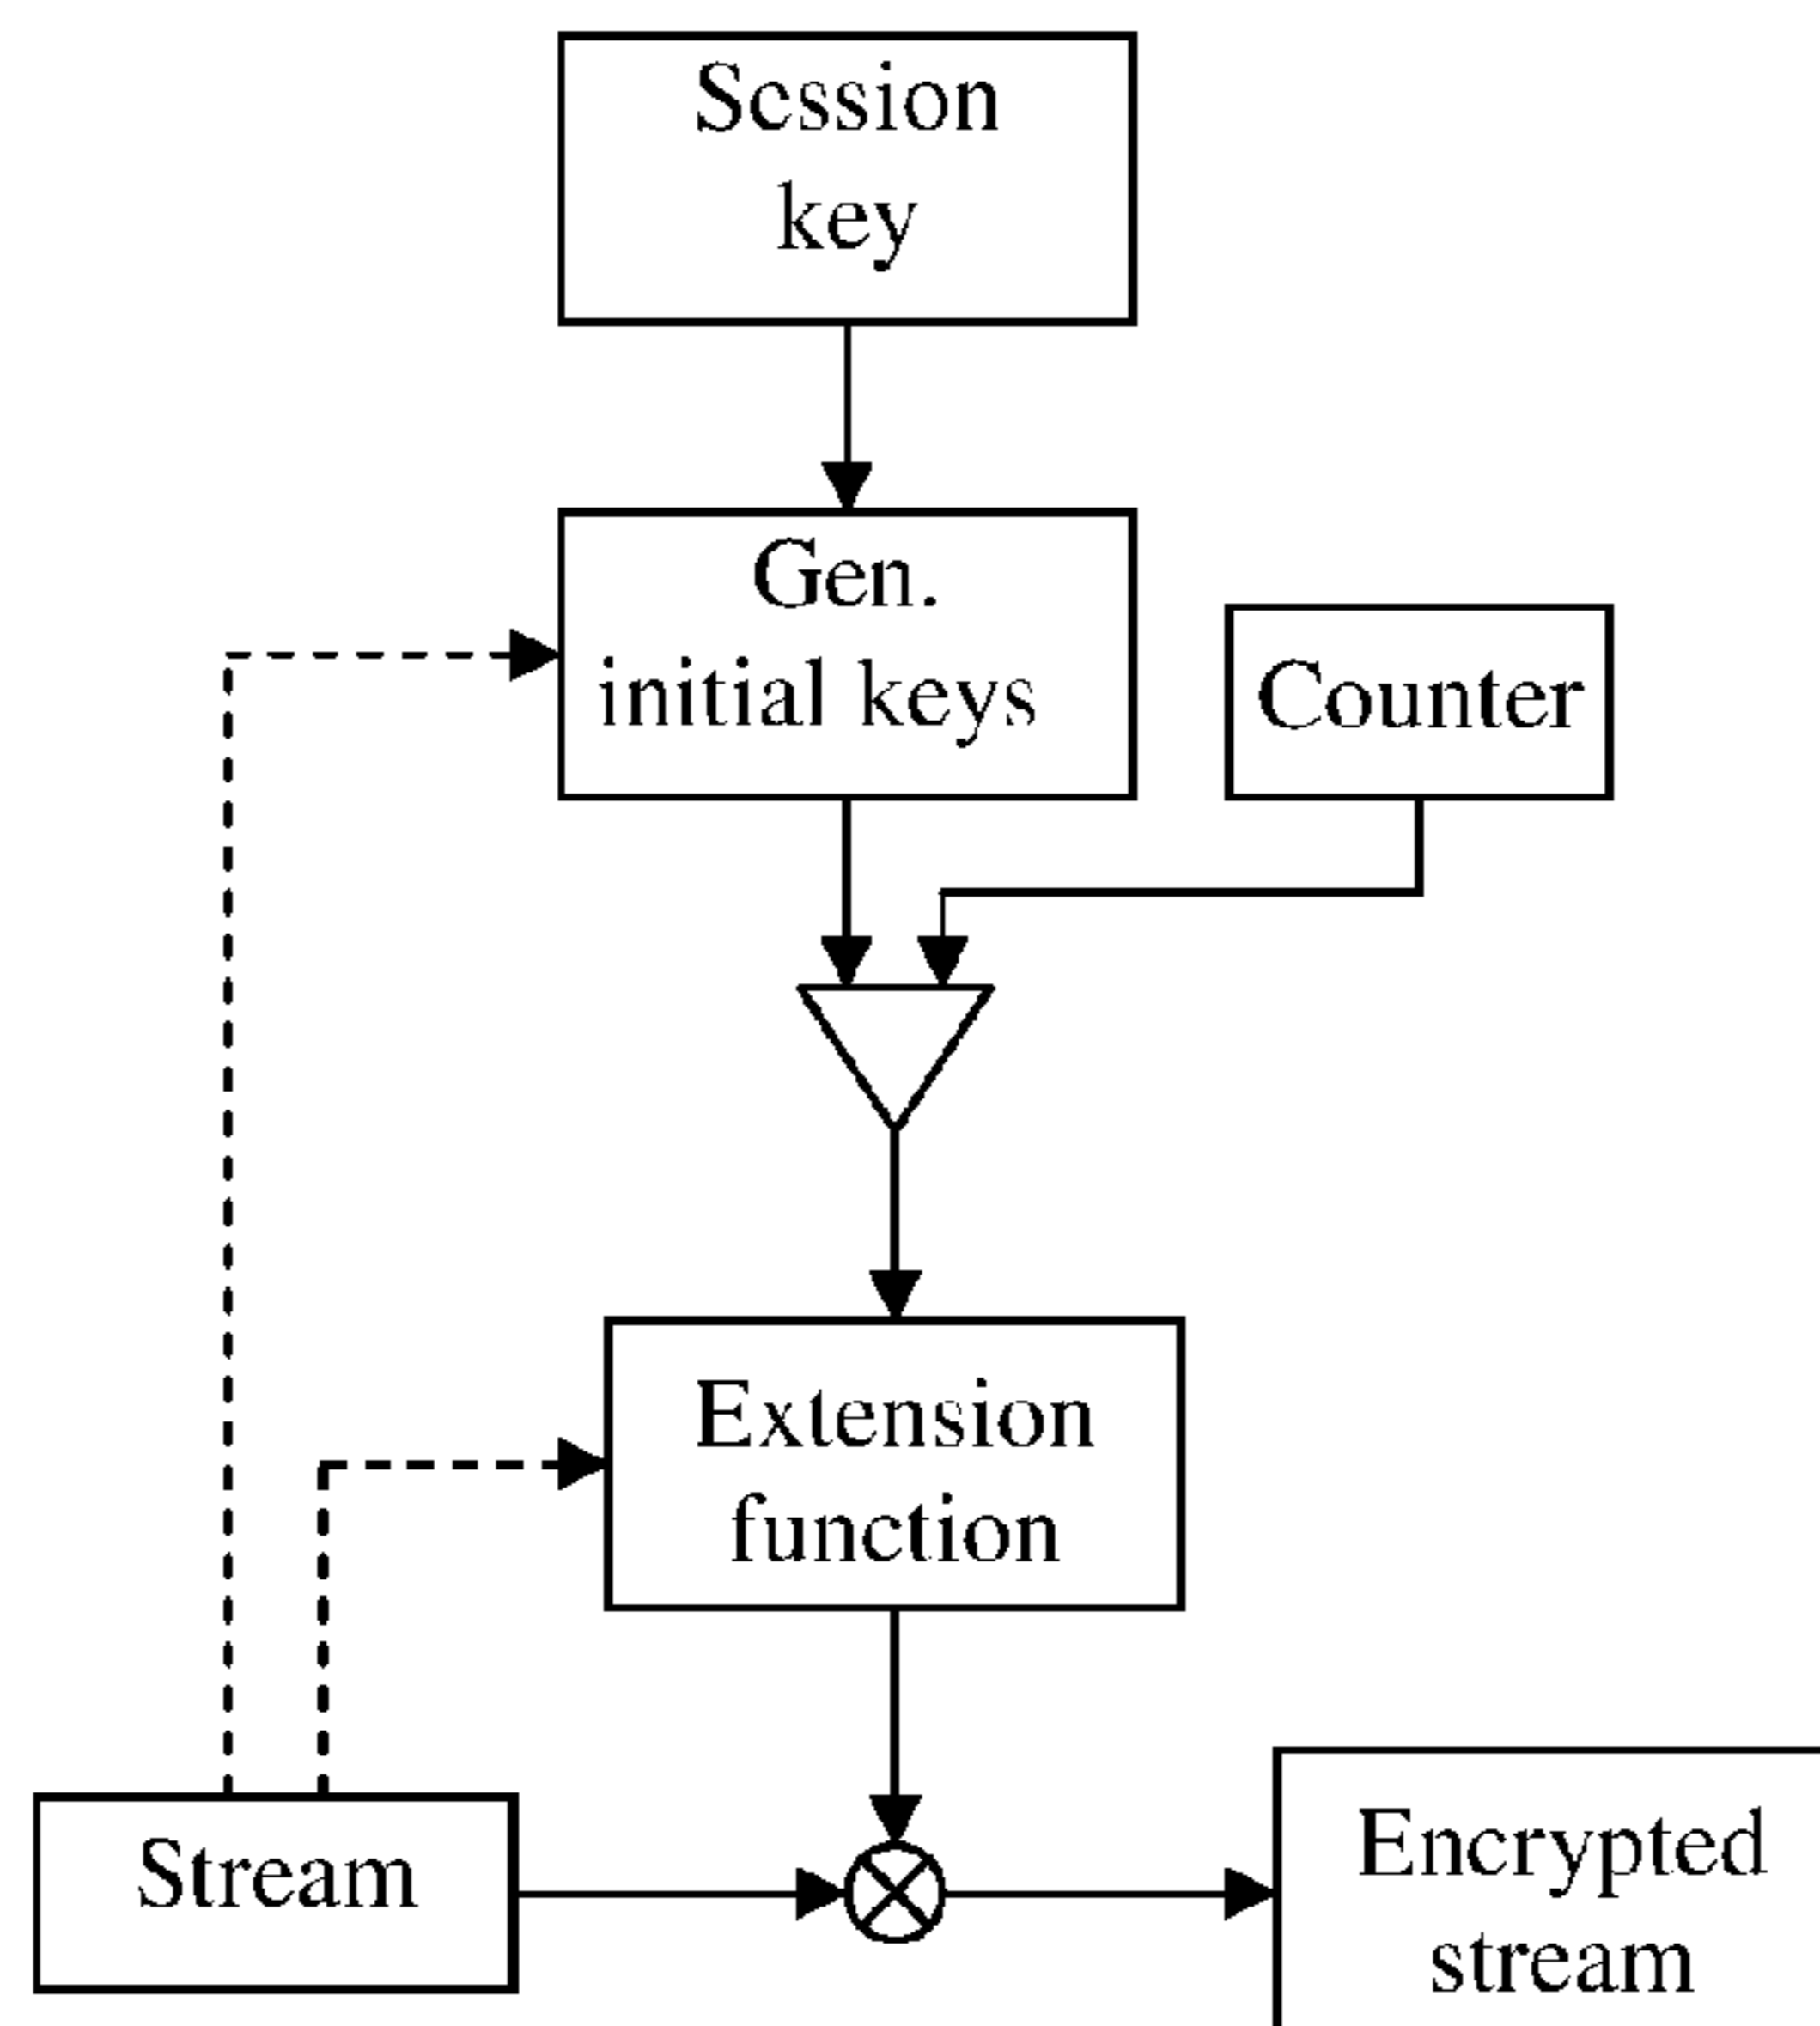 Session
key
Gen.
initial keys
Counter
Extension
function
Stream
Encrypted
stream